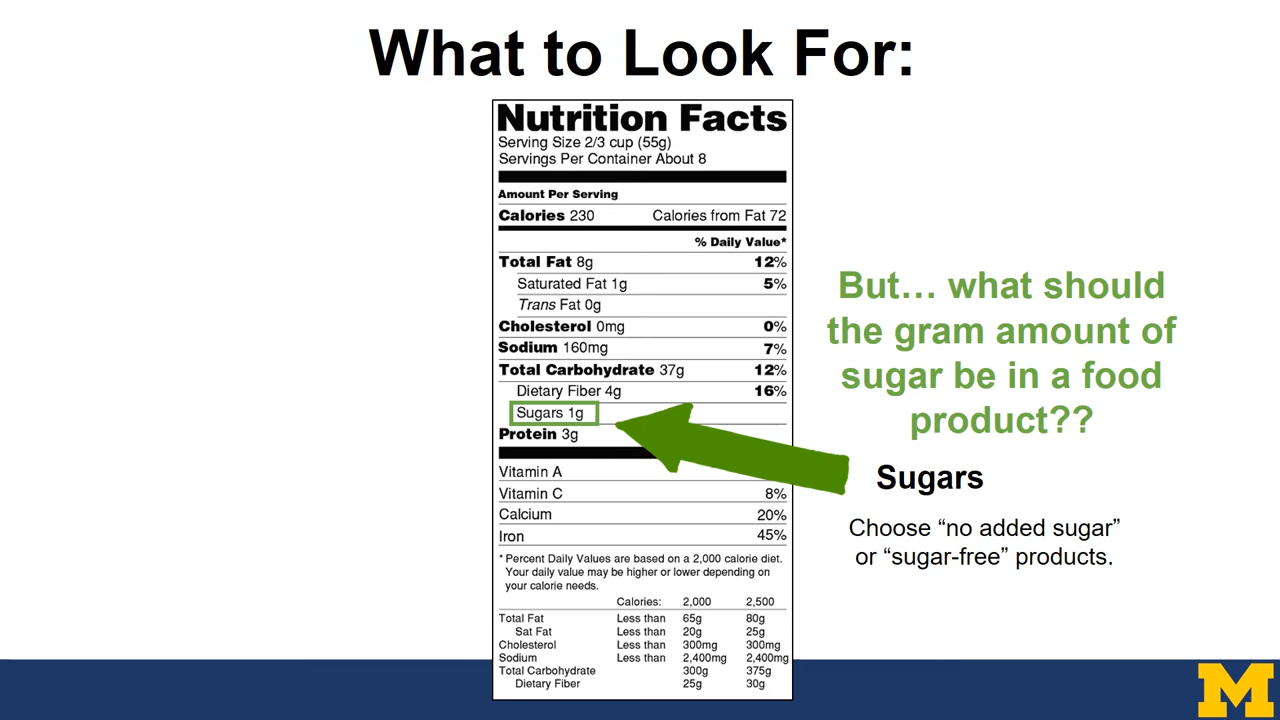 What to Look For:
Nutrition Facts
Serving Size 2/3 cup (55g)
Servings Per Container About 8
Amount Per Serving
Calories 230 Calories from Fat 72
% Daily Value*
Total Fat 8g 12%
Saturated Fat 1g 5%
Trans Fat 0g
Cholesterol 0mg 0%
Sodium 160mg 7%
Total Carbohydrate 37g 12%
Dietary Fiber 4g 16%
Sugars 1g
Protein 3g
Vitamin A
Vitamin C 8%
Calcium 20%
Iron 45%
* Percent Daily Values are based on a 2,000 calorie diet.
Your daily value may be higher or lower depending on
your calorie needs.
Calories: 2,000 2,500
Total Fat Less than 65g 80g
Sat Fat Less than 20g 25g
Cholesterol Less than 300mg 300mg
Sodium Less than 2,400mg 2,400mg
Total Carbohydrate 300g 375g
Dietary Fiber 25g 30g
But… what should
the gram amount of
sugar be in a food
product??
Sugars
Choose “no added sugar”
or “sugar-free” products.
M